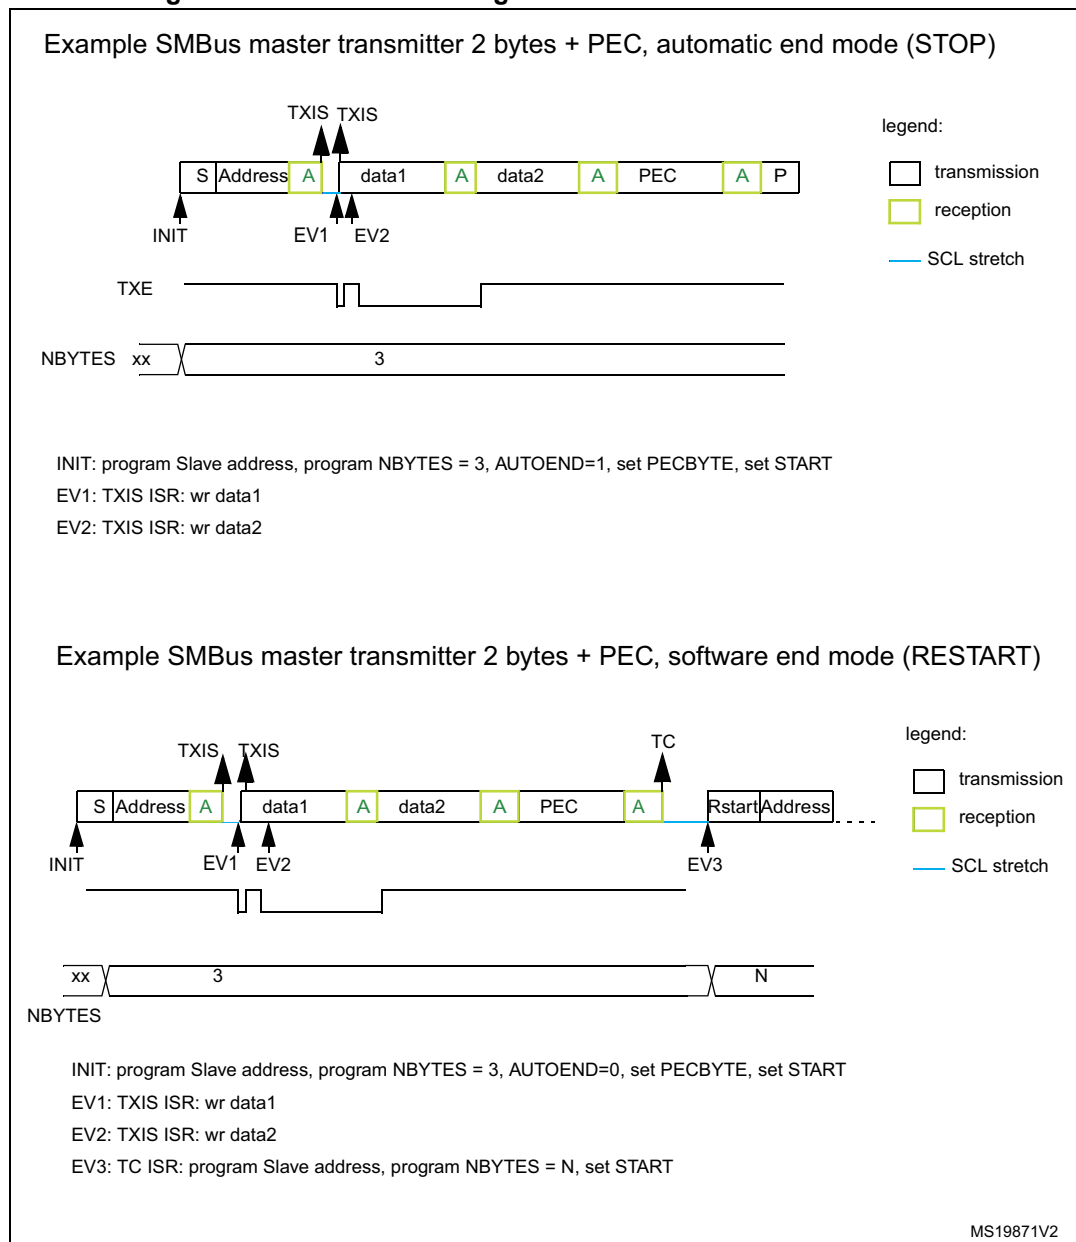 Example SMBus master transmitter 2 bytes + PEC, automatic end mode (STOP)
TXIS TXIS
legend:
S Address A data1 A data2 A PEC A P
transmission
reception
INIT EV1 EV2
SCL stretch
TXE
NBYTES xx 3
INIT: program Slave address, program NBYTES = 3, AUTOEND=1, set PECBYTE, set START
EV1: TXIS ISR: wr data1
EV2: TXIS ISR: wr data2
Example SMBus master transmitter 2 bytes + PEC, software end mode (RESTART)
TXIS TXIS TC
legend:
transmission
S Address A data1 A data2 A PEC A Rstart Address
reception
INIT EV1 EV2 EV3
SCL stretch
xx 3 N
NBYTES
INIT: program Slave address, program NBYTES = 3, AUTOEND=0, set PECBYTE, set START
EV1: TXIS ISR: wr data1
EV2: TXIS ISR: wr data2
EV3: TC ISR: program Slave address, program NBYTES = N, set START
MS19871V2